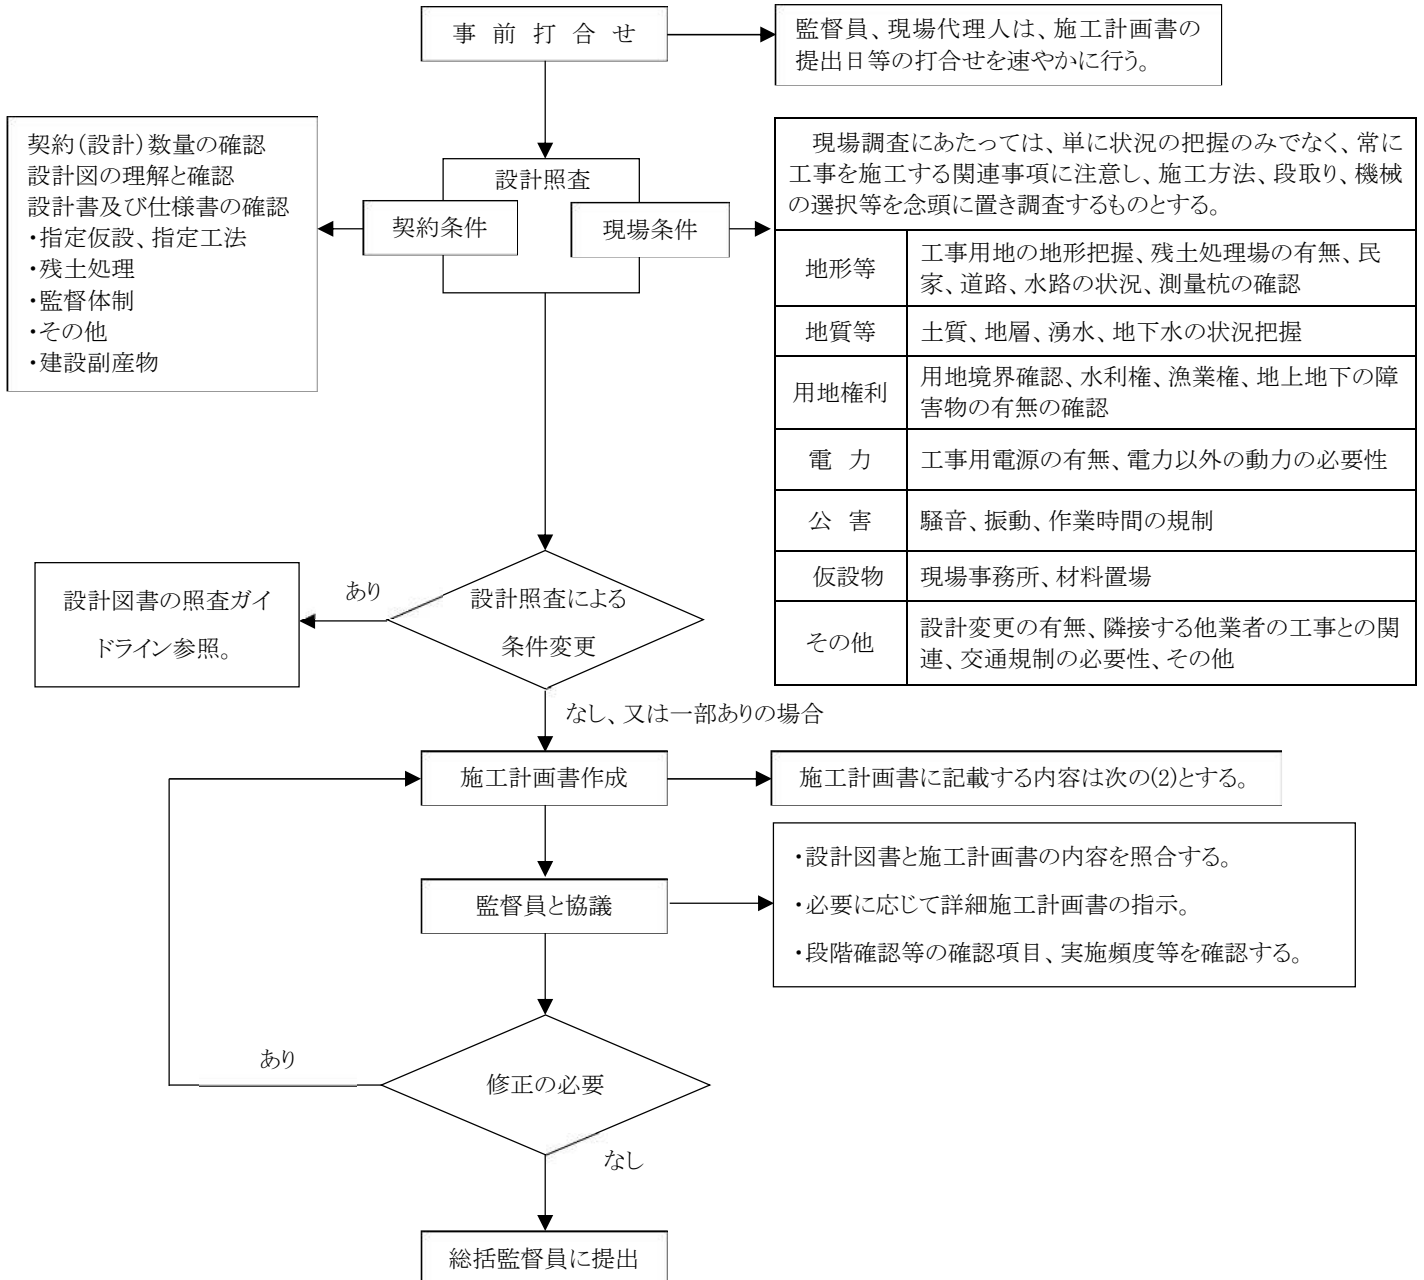 事 前 打 合 せ
監督員、現場代理人は、施工計画書の
提出日等の打合せを速やかに行う。
契約(設計)数量の確認
設計図の理解と確認
設計書及び仕様書の確認
・指定仮設、指定工法
・残土処理
・監督体制
・その他
・建設副産物
設計照査
契約条件
現場条件
現場調査にあたっては、単に状況の把握のみでなく、常に
工事を施工する関連事項に注意し、施工方法、段取り、機械
の選択等を念頭に置き調査するものとする。
地形等
工事用地の地形把握、残土処理場の有無、民
家、道路、水路の状況、測量杭の確認
地質等
土質、地層、湧水、地下水の状況把握
用地権利
用地境界確認、水利権、漁業権、地上地下の障
害物の有無の確認
電 力
工事用電源の有無、電力以外の動力の必要性
公 害
騒音、振動、作業時間の規制
仮設物
現場事務所、材料置場
その他
設計変更の有無、隣接する他業者の工事との関
連、交通規制の必要性、その他
設計図書の照査ガイ
ドライン参照。
あり
設計照査による
条件変更
なし、又は一部ありの場合
施工計画書作成
施工計画書に記載する内容は次の(2)とする。
監督員と協議
・設計図書と施工計画書の内容を照合する。
・必要に応じて詳細施工計画書の指示。
・段階確認等の確認項目、実施頻度等を確認する。
あり
修正の必要
なし
総括監督員に提出